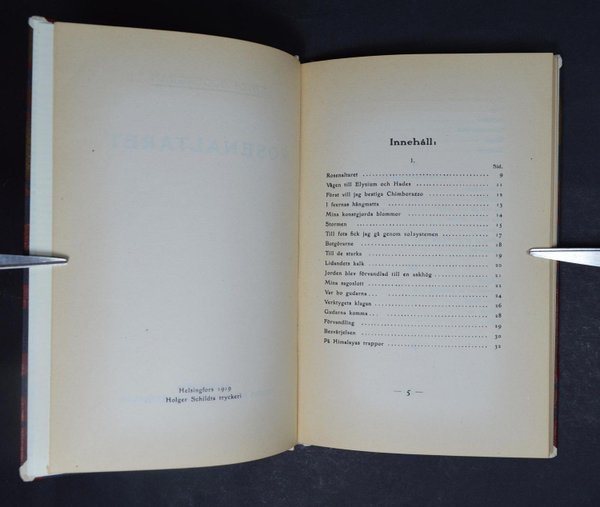 Helsingfors 1919
Holger Schildts tryckeri
Innehåll:
I.
Sid.
Rosenaltaret 9
Vägen till Elysium och Hades 11
Först vill jag bestiga Chimborazzo 12
I feernas hängmatta 13
Mina konstgjorda blommor 14
Stormen 15
Till fots fick jag gå genom solsystemen 17
Botgörarne 18
Till de starka 19
Lidandets kalk 20
Jorden blev förvandlad till en askhög 21
Mina sagoslott 21
Var bo gudarna... 24
Verktygets klagan 26
Gudarna komma... 28
Förvandling 29
Besvärjelsen 30
På Himalayas trappor 32
— 5 —